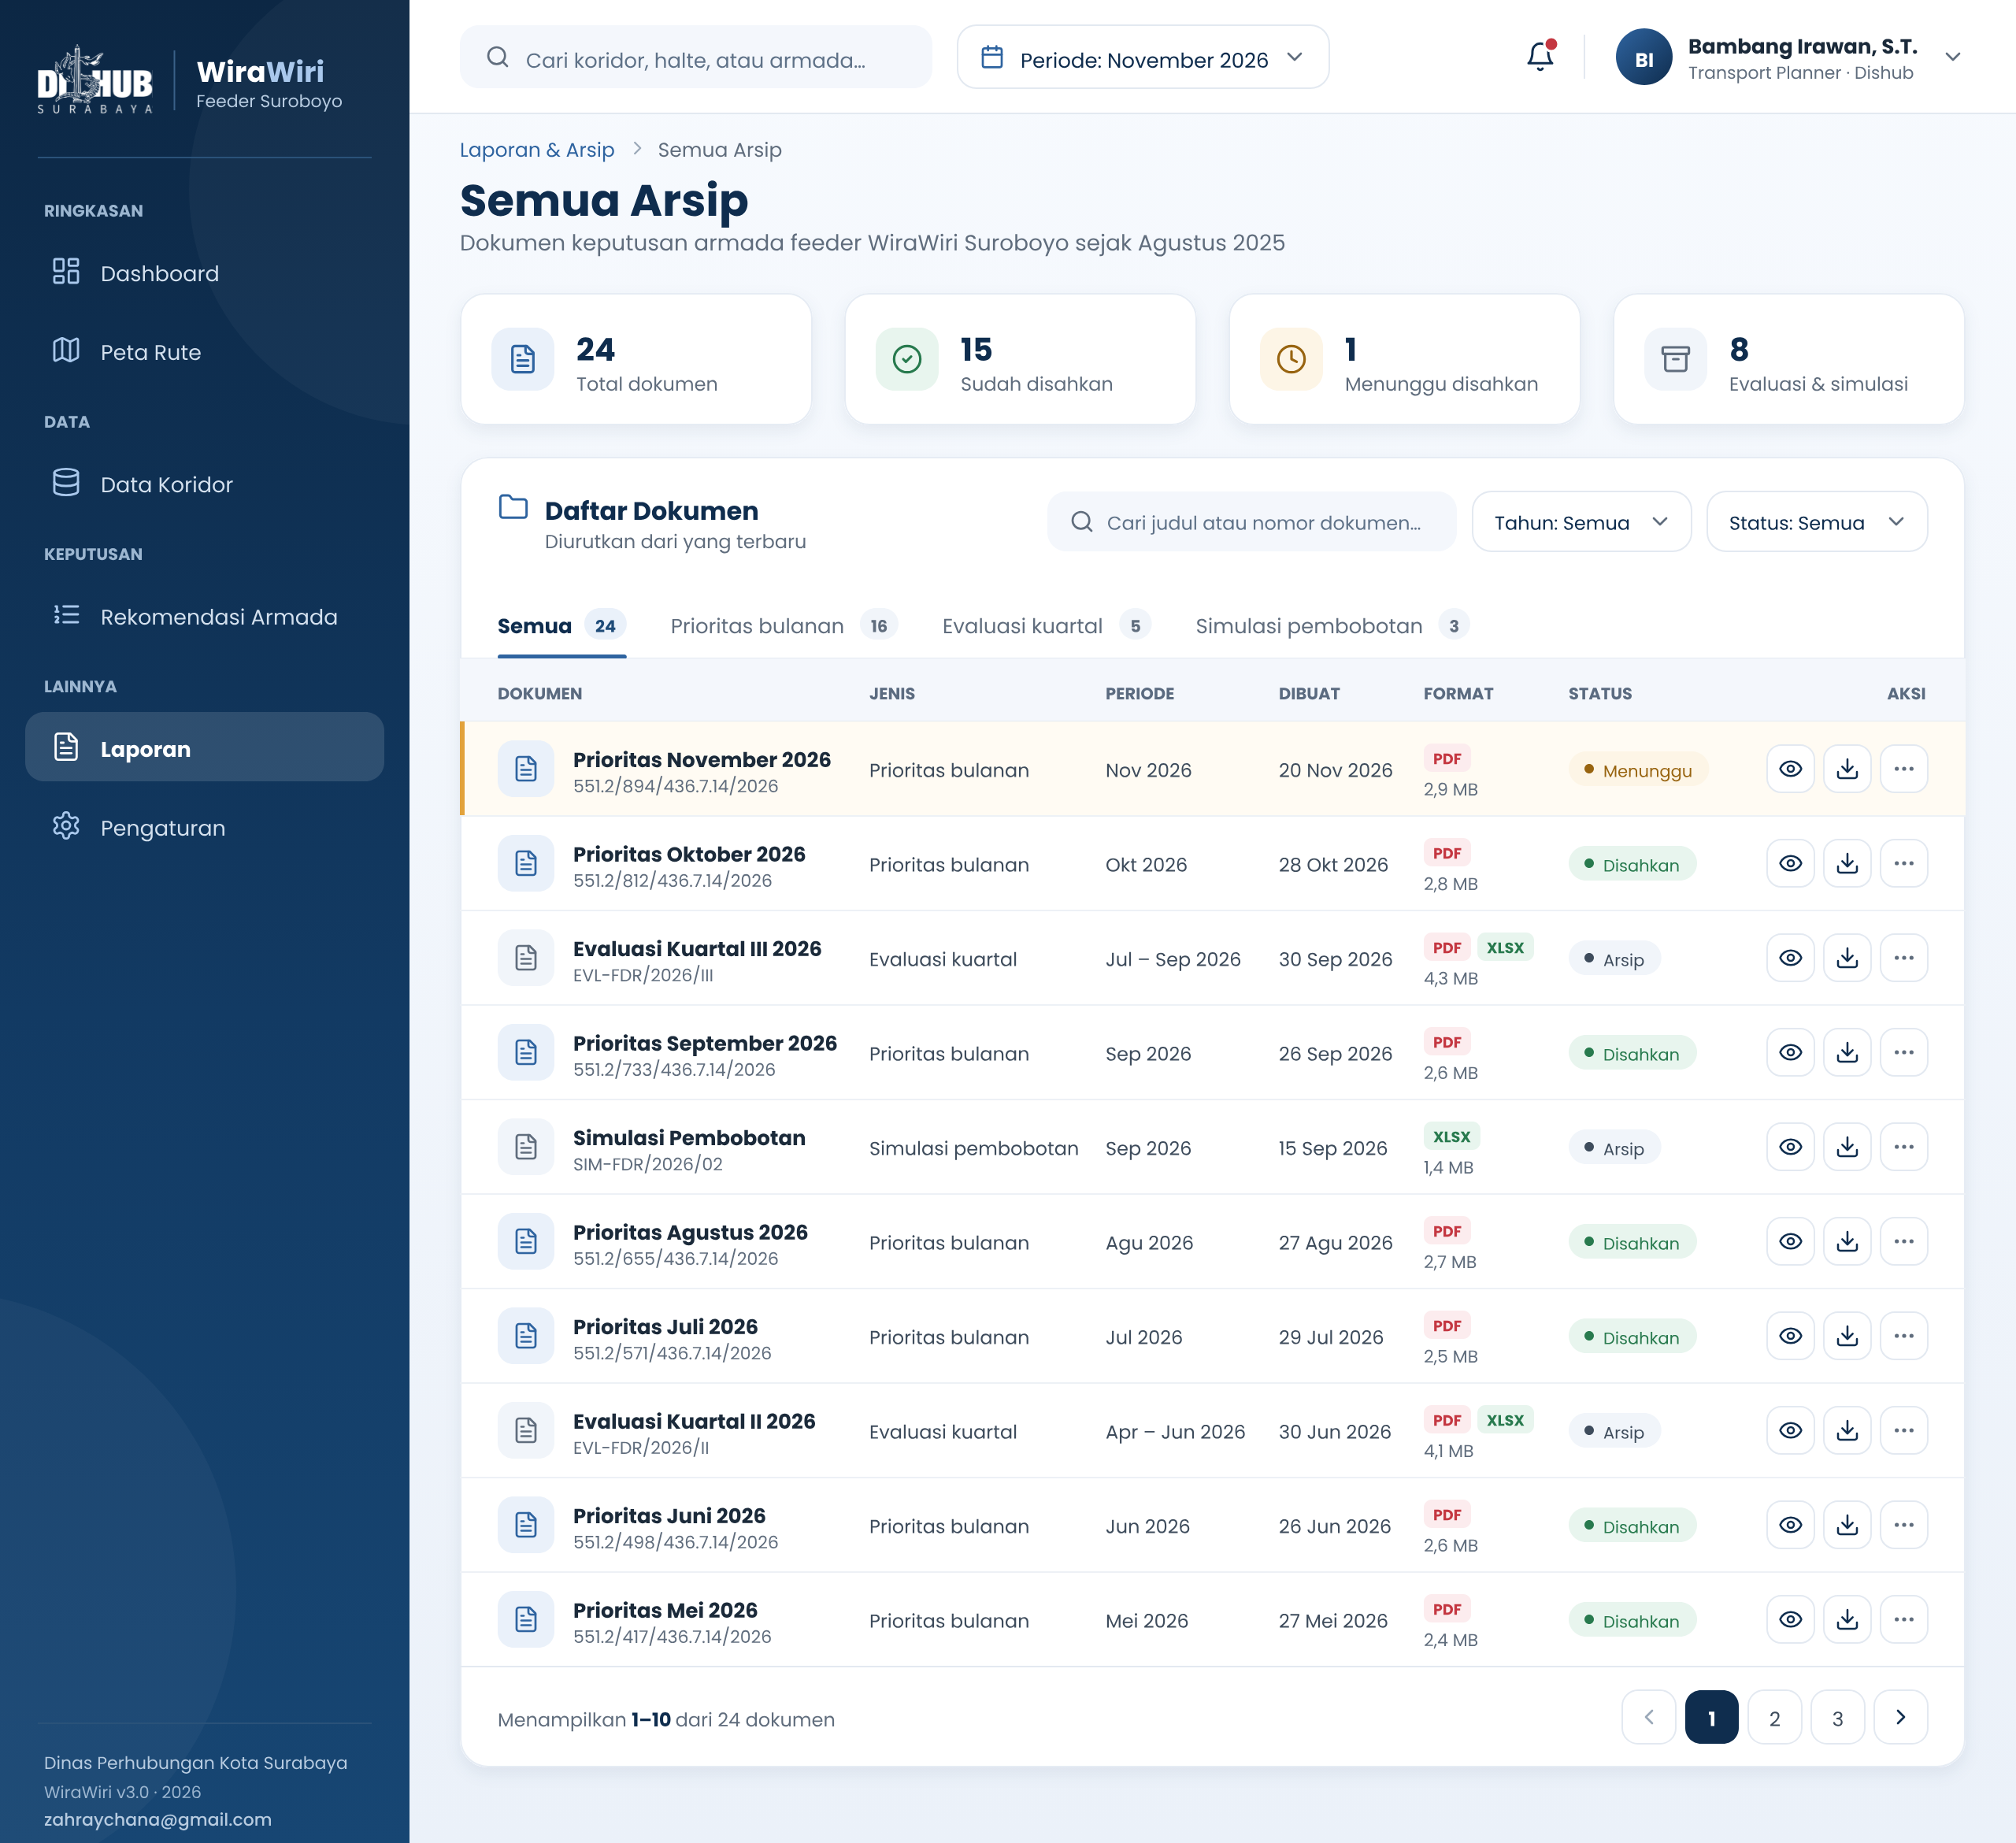 DISHUB
SURABAYA
WiraWiri
Feeder Suroboyo
RINGKASAN
Dashboard
Peta Rute
DATA
Data Koridor
KEPUTUSAN
Rekomendasi Armada
LAINNYA
Laporan
Pengaturan
Dinas Perhubungan Kota Surabaya
WiraWiri v3.0 · 2026
zahraychana@gmail.com
Cari koridor, halte, atau armada...
Periode: November 2026
BI
Bambang Irawan, S.T.
Transport Planner · Dishub
Laporan & Arsip > Semua Arsip
Semua Arsip
Dokumen keputusan armada feeder WiraWiri Suroboyo sejak Agustus 2025
24
Total dokumen
15
Sudah disahkan
1
Menunggu disahkan
8
Evaluasi & simulasi
Daftar Dokumen
Diurutkan dari yang terbaru
Cari judul atau nomor dokumen...
Tahun: Semua
Status: Semua
Semua 24 Prioritas bulanan 16 Evaluasi kuartal 5 Simulasi pembobotan 3
DOKUMEN JENIS PERIODE DIBUAT FORMAT STATUS AKSI
Prioritas November 2026
551.2/894/436.7.14/2026
Prioritas bulanan Nov 2026 20 Nov 2026
PDF
2,9 MB
Menunggu
Prioritas Oktober 2026
551.2/812/436.7.14/2026
Prioritas bulanan Okt 2026 28 Okt 2026
PDF
2,8 MB
Disahkan
Evaluasi Kuartal III 2026
EVL-FDR/2026/III
Evaluasi kuartal Jul – Sep 2026 30 Sep 2026
PDF XLSX
4,3 MB
Arsip
Prioritas September 2026
551.2/733/436.7.14/2026
Prioritas bulanan Sep 2026 26 Sep 2026
PDF
2,6 MB
Disahkan
Simulasi Pembobotan
SIM-FDR/2026/02
Simulasi pembobotan Sep 2026 15 Sep 2026
XLSX
1,4 MB
Arsip
Prioritas Agustus 2026
551.2/655/436.7.14/2026
Prioritas bulanan Agu 2026 27 Agu 2026
PDF
2,7 MB
Disahkan
Prioritas Juli 2026
551.2/571/436.7.14/2026
Prioritas bulanan Jul 2026 29 Jul 2026
PDF
2,5 MB
Disahkan
Evaluasi Kuartal II 2026
EVL-FDR/2026/II
Evaluasi kuartal Apr – Jun 2026 30 Jun 2026
PDF XLSX
4,1 MB
Arsip
Prioritas Juni 2026
551.2/498/436.7.14/2026
Prioritas bulanan Jun 2026 26 Jun 2026
PDF
2,6 MB
Disahkan
Prioritas Mei 2026
551.2/417/436.7.14/2026
Prioritas bulanan Mei 2026 27 Mei 2026
PDF
2,4 MB
Disahkan
Menampilkan 1–10 dari 24 dokumen
1 2 3